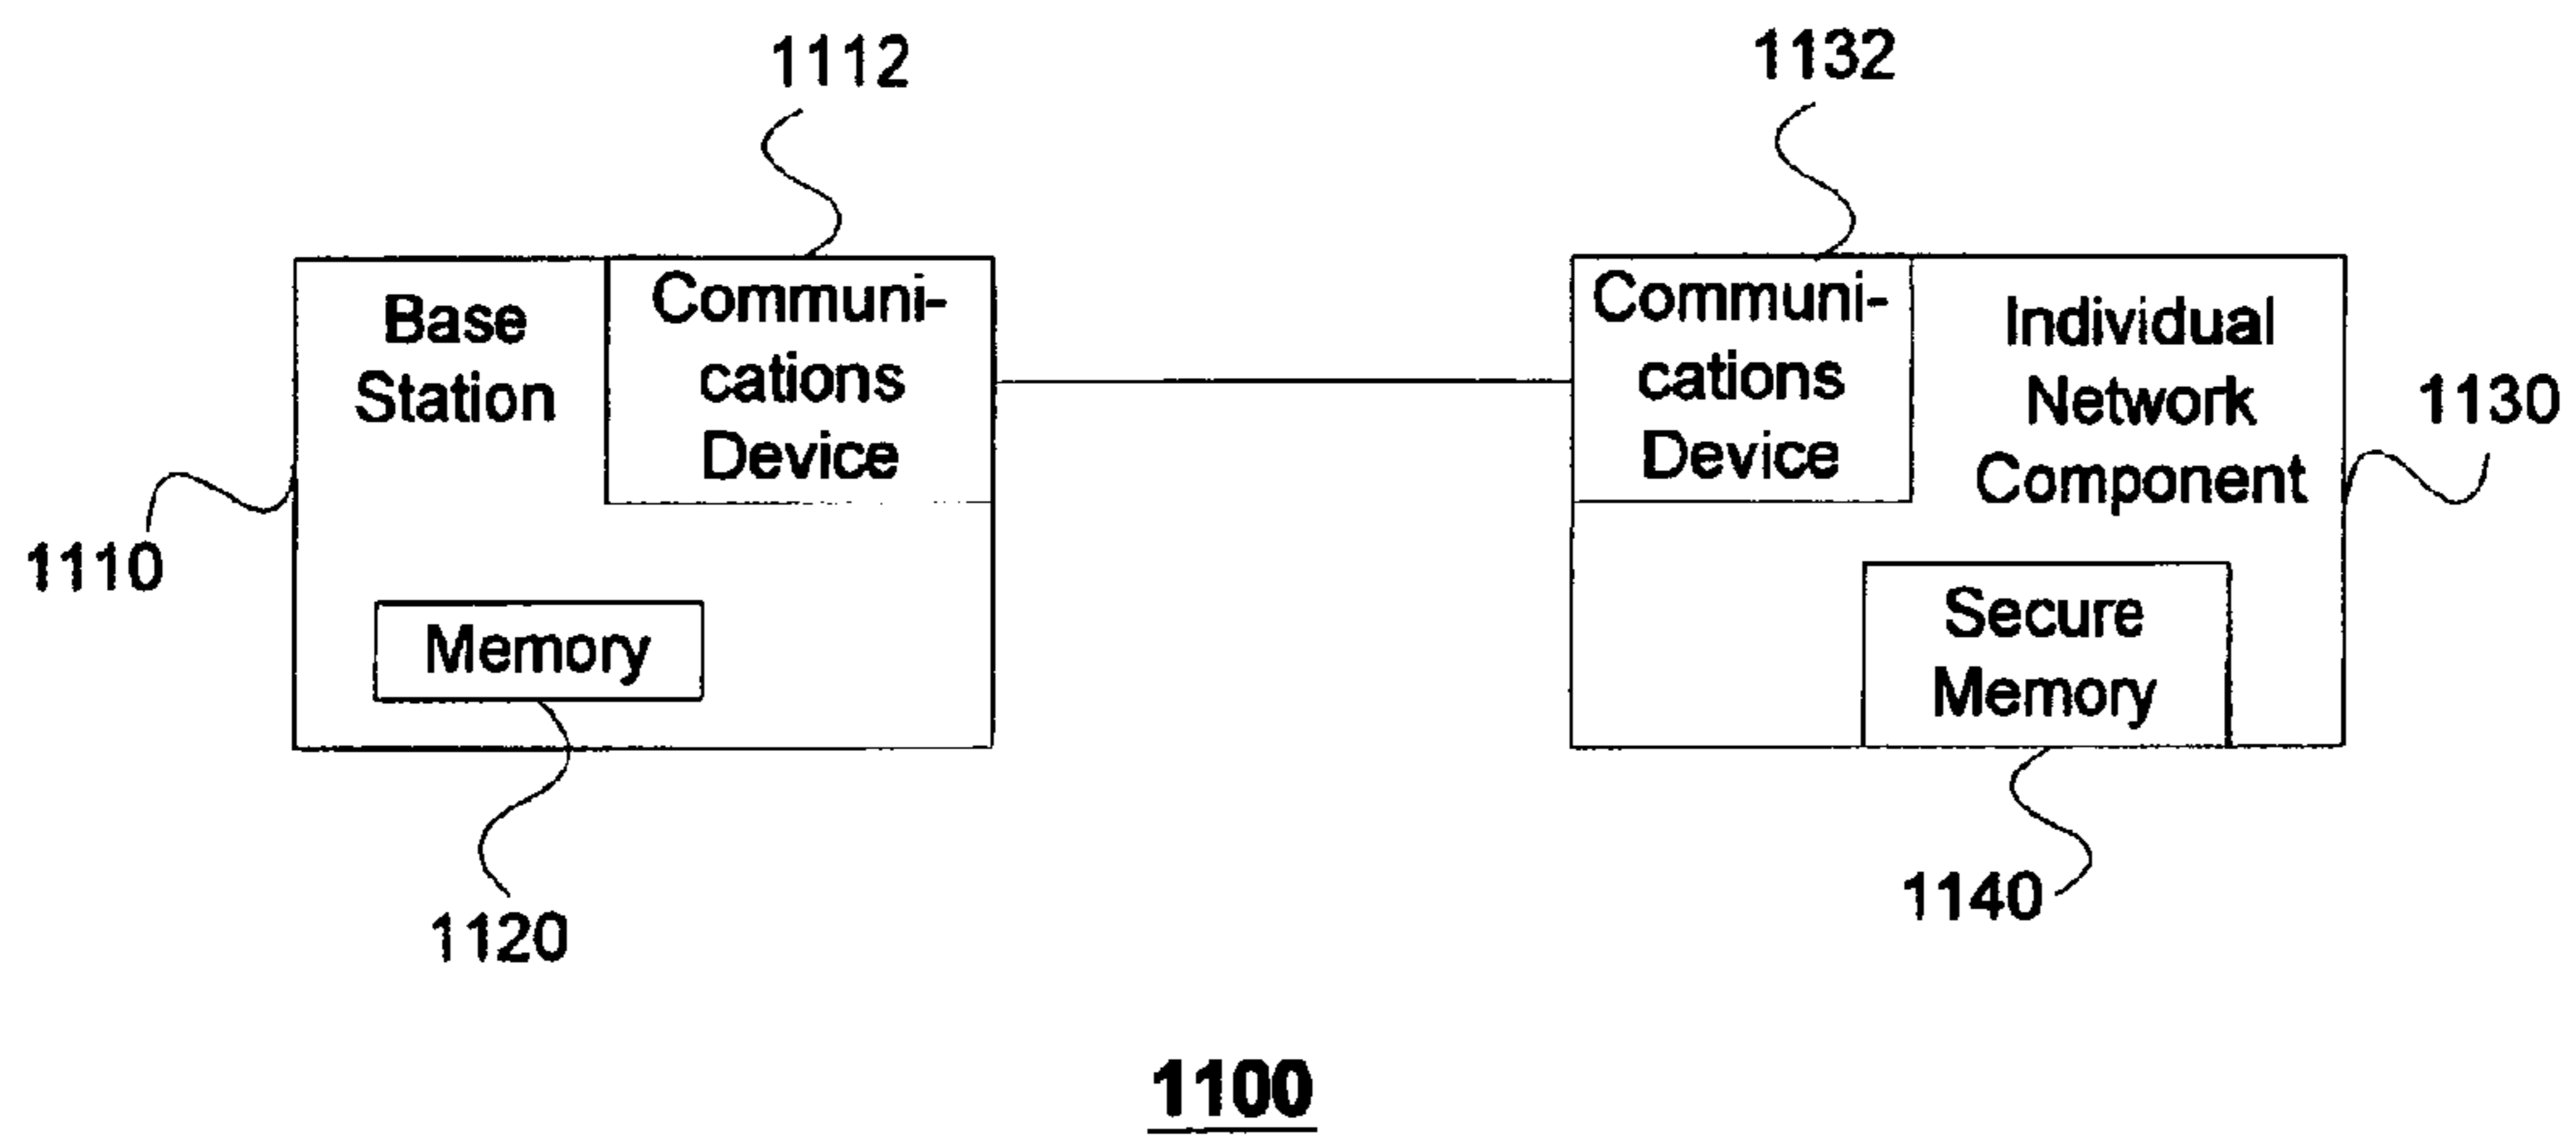 1112
1132
Base
Station
Communi-
cations
Device
Communi-
cations
Device
Individual
Network
Component
1130
1110
Memory
Secure
Memory
1120
1140
1100